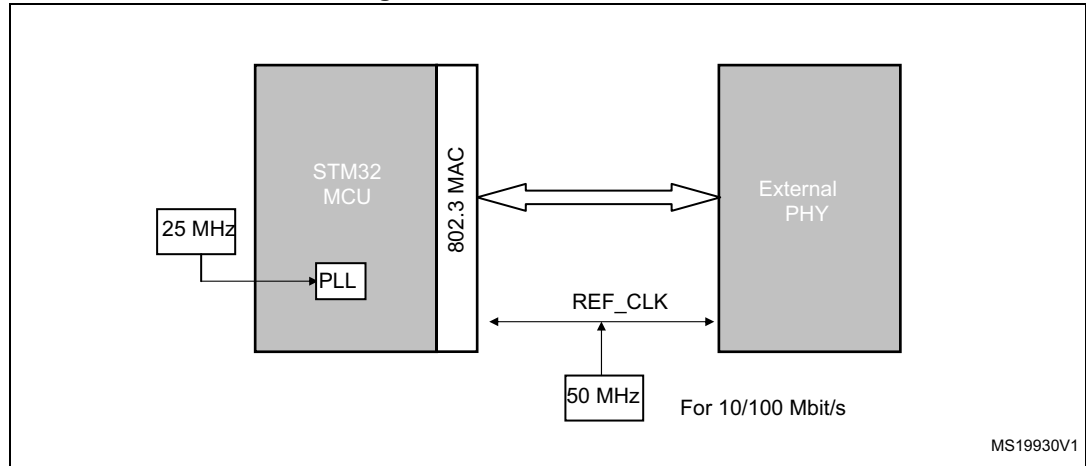 STM32
MCU
802.3 MAC
External
PHY
25 MHz
PLL
REF_CLK
50 MHz
For 10/100 Mbit/s
MS19930V1